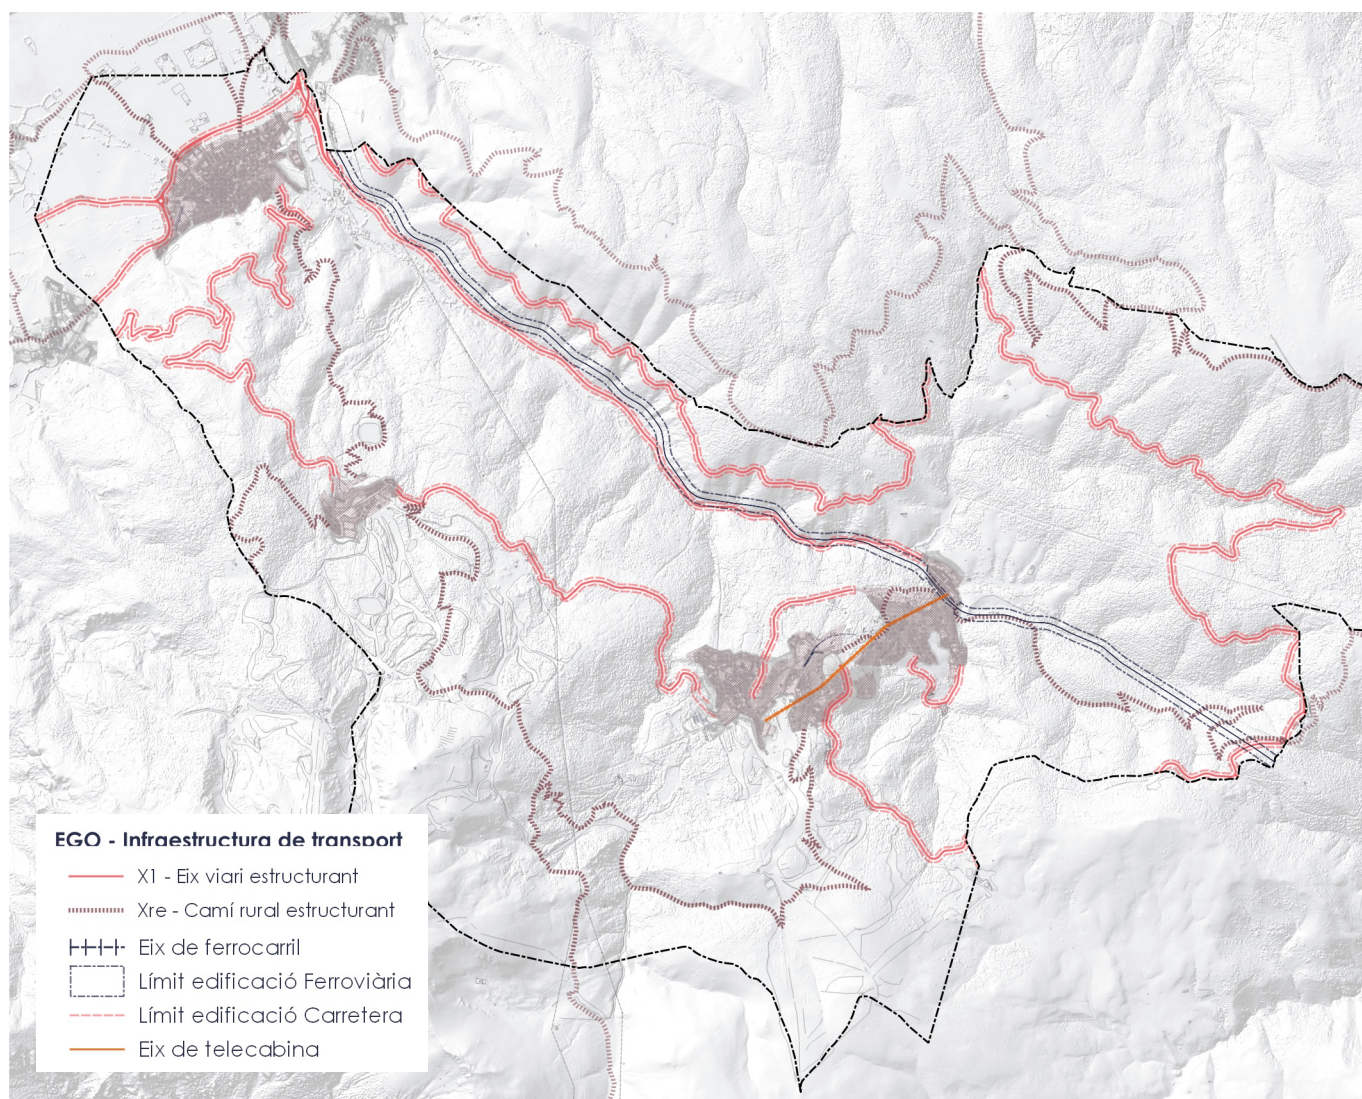 EGO - Infraestructura de transport
X1 - Eix viari estructurant
Xre - Camí rural estructurant
Eix de ferrocarril
Límit edificació Ferroviària
Límit edificació Carretera
Eix de telecabina